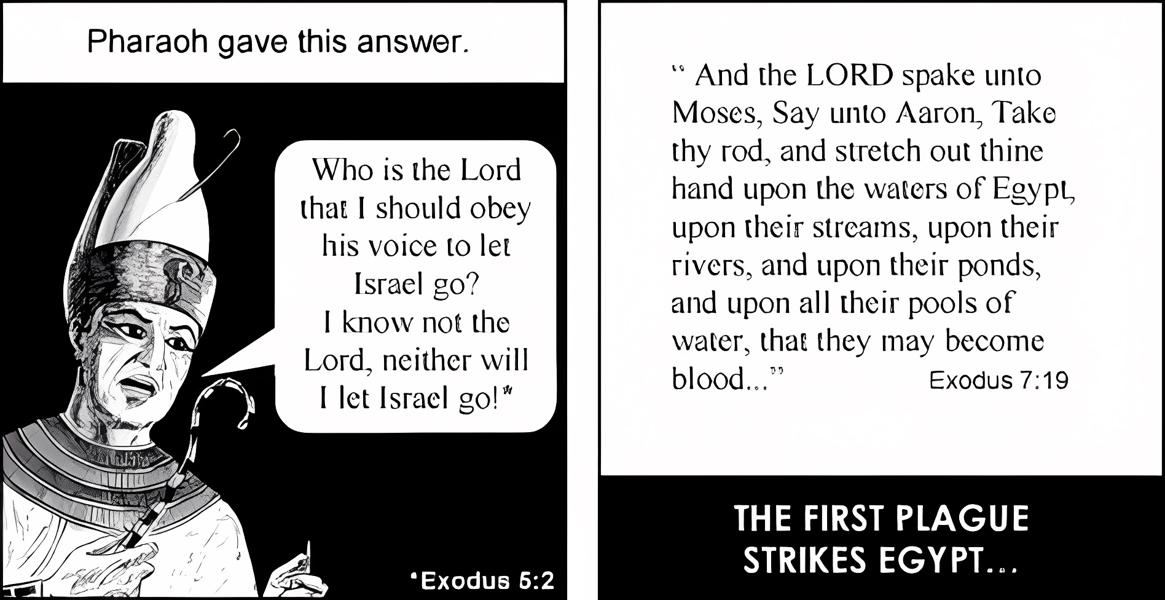 Pharaoh gave this answer.
Who is the Lord
that I should obey
his voice to let
Israel go?
I know not the
Lord, neither will
I let Israel go!*
*Exodus 5:2
“ And the LORD spake unto
Moses, Say unto Aaron, Take
thy rod, and stretch out thine
hand upon the waters of Egypt,
upon their streams, upon their
rivers, and upon their ponds,
and upon all their pools of
water, that they may become
blood...” Exodus 7:19
THE FIRST PLAGUE
STRIKES EGYPT...